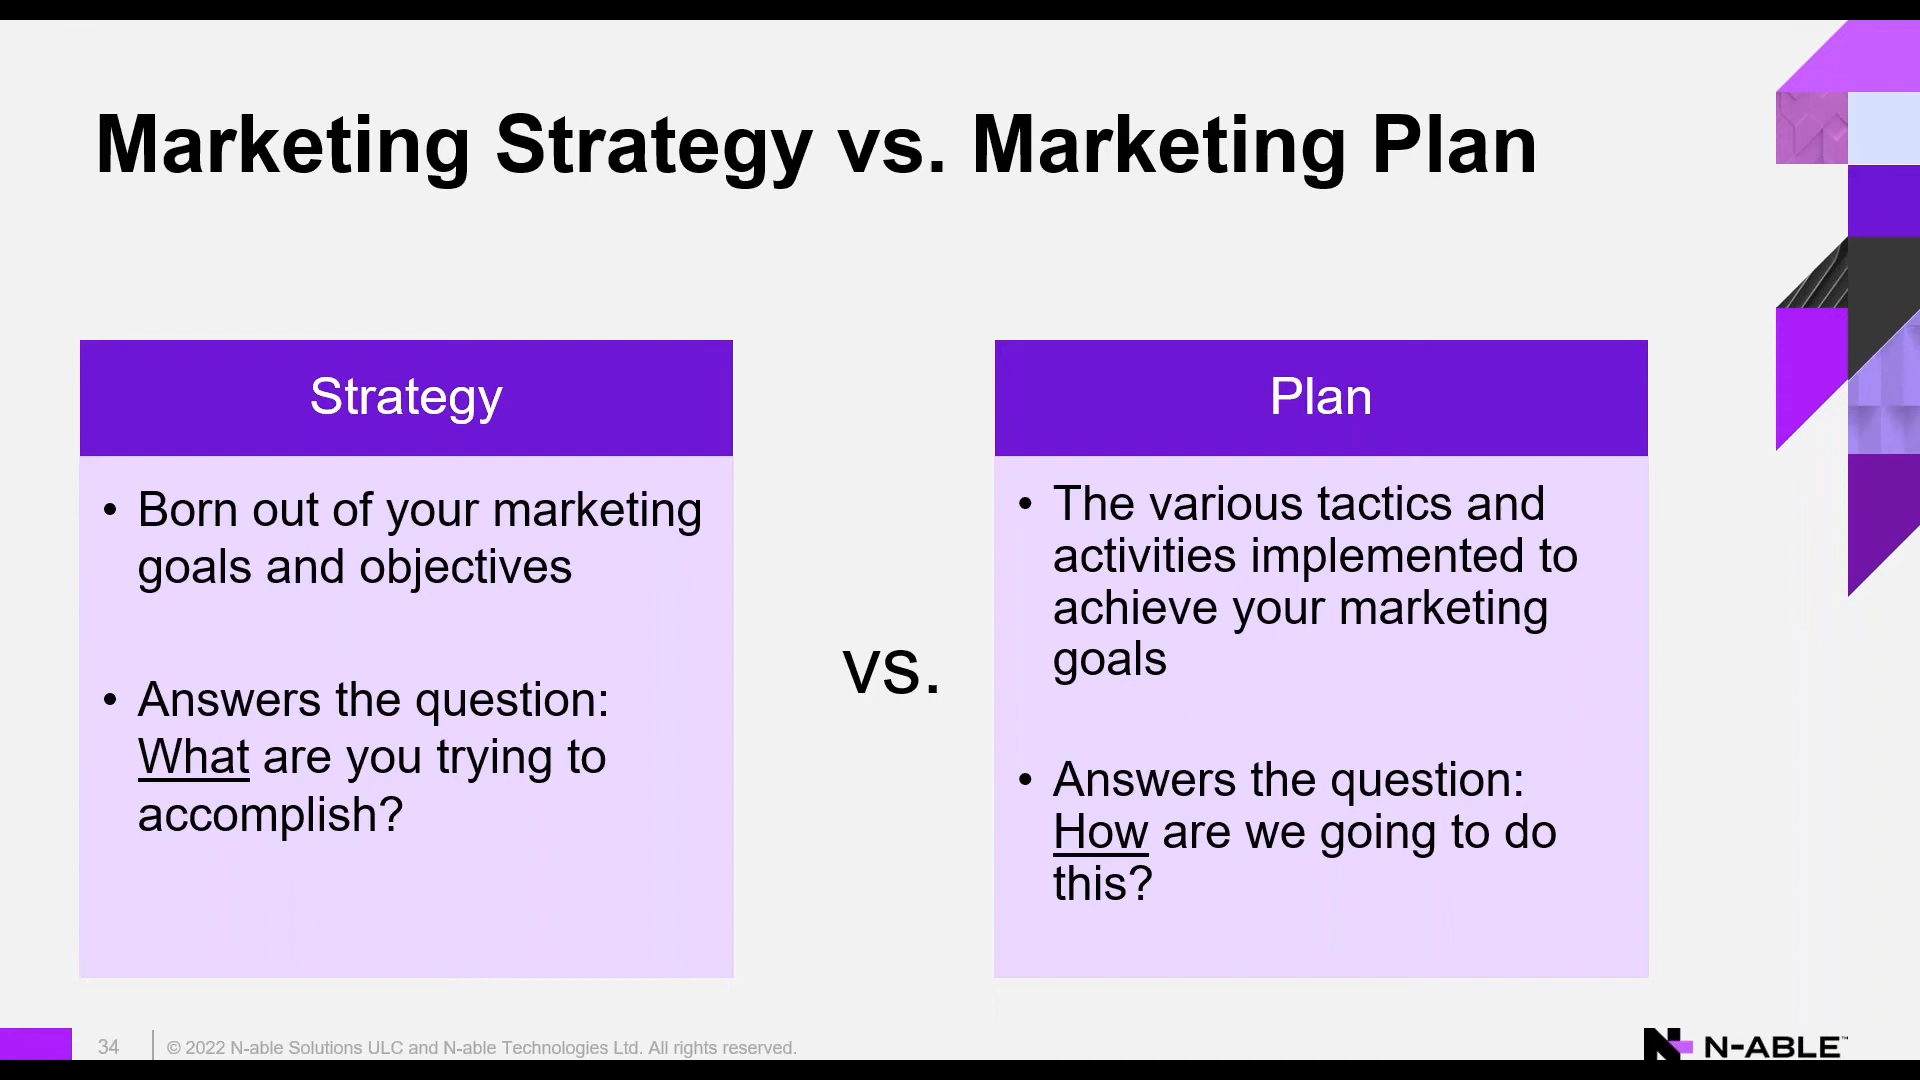 Marketing Strategy vs. Marketing Plan
Strategy
• Born out of your marketing
goals and objectives
• Answers the question:
What are you trying to
accomplish?
vs.
Plan
• The various tactics and
activities implemented to
achieve your marketing
goals
• Answers the question:
How are we going to do
this?
34
© 2022 N-able Solutions ULC and N-able Technologies Ltd. All rights reserved.
N-ABLE™